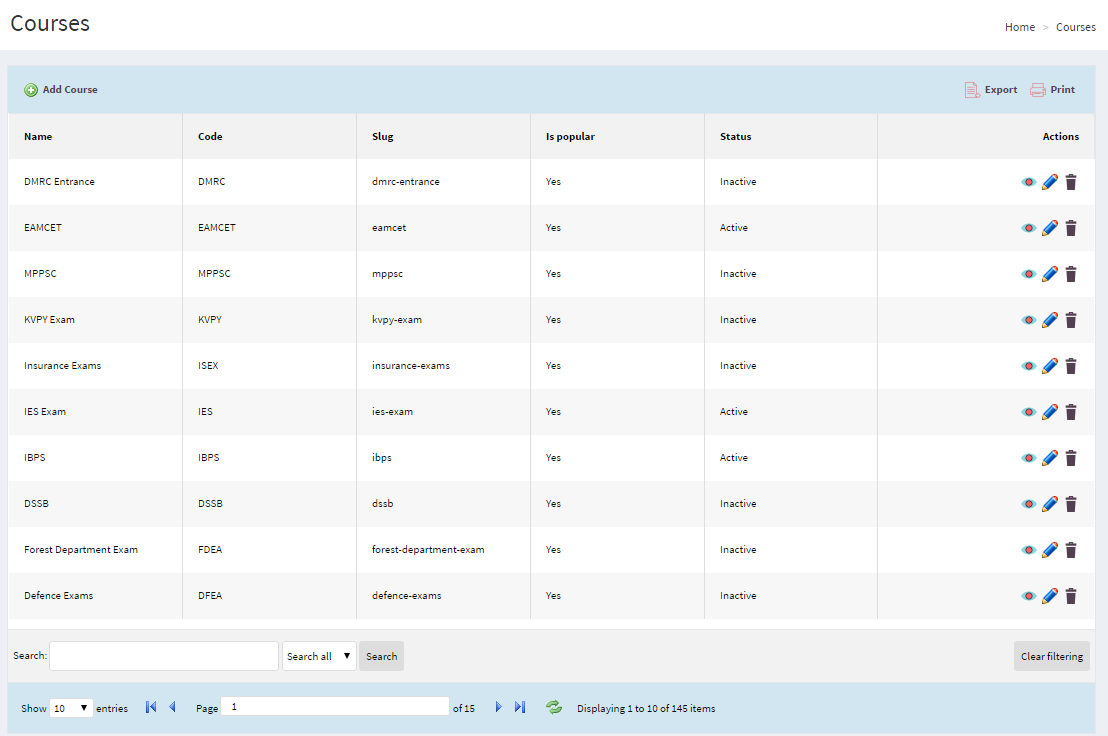 Courses
Home > Courses
Add Course Export Print
Name Code Slug Is popular Status Actions
DMRC Entrance DMRC dmrc-entrance Yes Inactive
EAMCET EAMCET eamcet Yes Active
MPPSC MPPSC mppsc Yes Inactive
KVPY Exam KVPY kvpy-exam Yes Inactive
Insurance Exams ISEX insurance-exams Yes Inactive
IES Exam IES ies-exam Yes Active
IBPS IBPS ibps Yes Active
DSSB DSSB dssb Yes Inactive
Forest Department Exam FDEA forest-department-exam Yes Inactive
Defence Exams DFEA defence-exams Yes Inactive
Search: Search all Search Clear filtering
Show 10 entries Page 1 of 15 Displaying 1 to 10 of 145 items